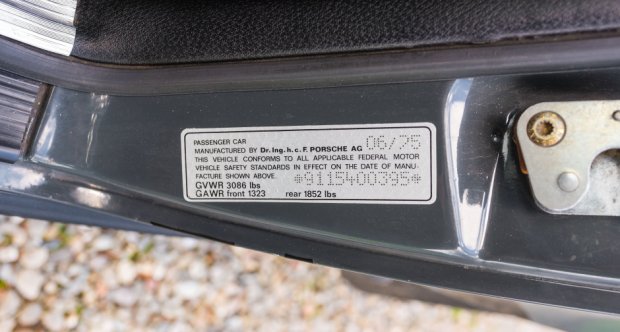 PASSENGER CAR
MANUFACTURED BY Dr. Ing. h. c. F. PORSCHE AG 06/75
THIS VEHICLE CONFORMS TO ALL APPLICABLE FEDERAL MOTOR
VEHICLE SAFETY STANDARDS IN EFFECT ON THE DATE OF MANU-
FACTURE SHOWN ABOVE.
GVWR 3086 lbs *9115400395*
GAWR front 1323 rear 1852 lbs